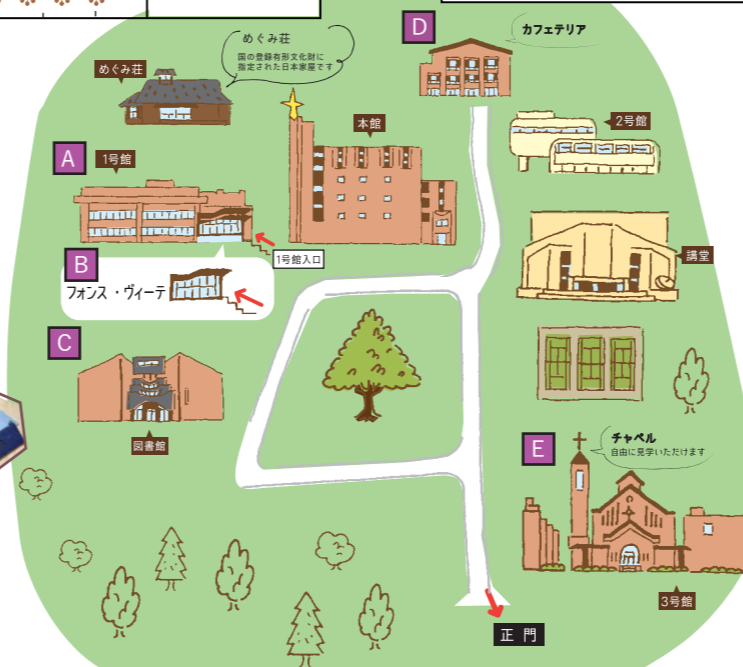 めぐみ荘
国の登録有形文化財に
指定された日本家屋です
D
カフェテリア
めぐみ荘
本館
2号館
A
1号館
1号館入口
講堂
B
フォンス・ヴィーテ
C
図書館
E
チャペル
自由に見学いただけます
3号館
正門